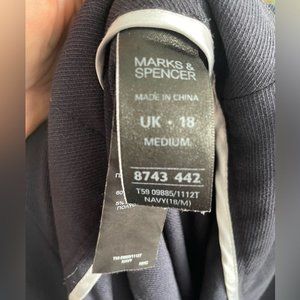 MARKS &
SPENCER
MADE IN CHINA
UK · 18
MEDIUM
8743 442
T59 09885/1112T
NAVY(18/M)